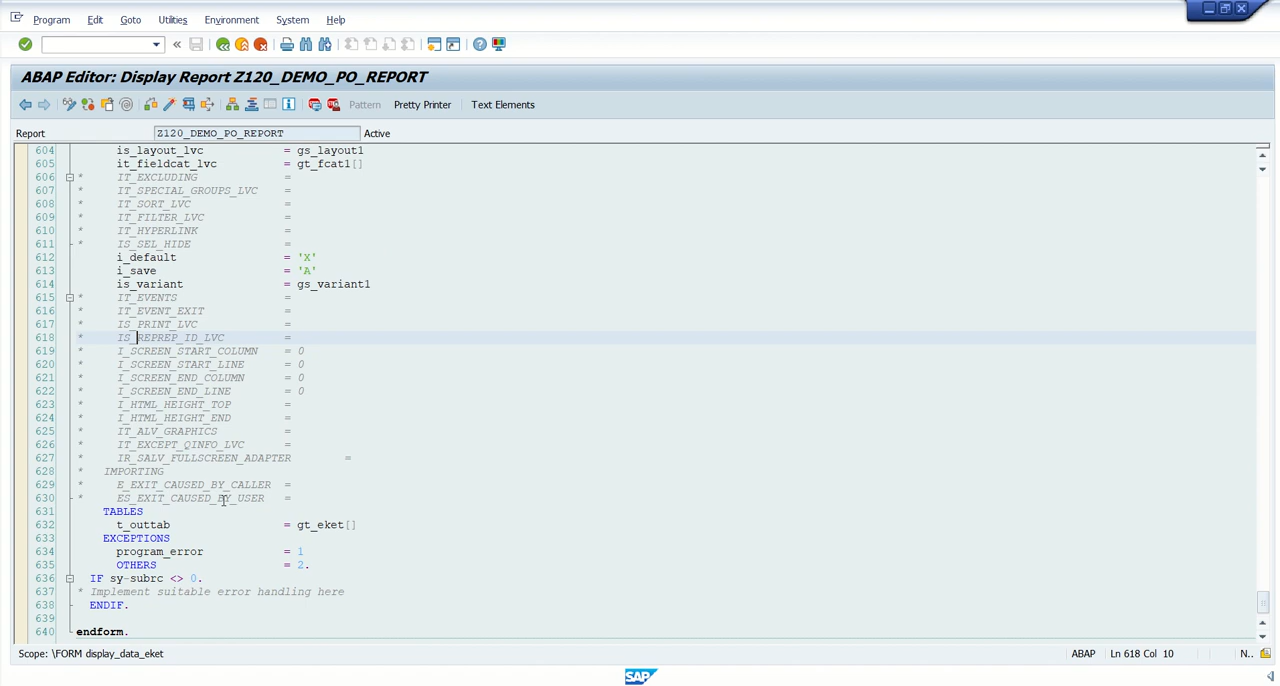 Program Edit Goto Utilities Environment System Help
ABAP Editor: Display Report Z120_DEMO_PO_REPORT
Pattern Pretty Printer Text Elements
Report Z120_DEMO_PO_REPORT Active
604 is_layout_lvc = gs_layout1
605 it_fieldcat_lvc = gt_fcat1[]
606 * IT_EXCLUDING =
607 * IT_SPECIAL_GROUPS_LVC =
608 * IT_SORT_LVC =
609 * IT_FILTER_LVC =
610 * IT_HYPERLINK =
611 * IS_SEL_HIDE =
612 i_default = 'X'
613 i_save = 'A'
614 is_variant = gs_variant1
615 * IT_EVENTS =
616 * IT_EVENT_EXIT =
617 * IS_PRINT_LVC =
618 * IS_REPREP_ID_LVC =
619 * I_SCREEN_START_COLUMN = 0
620 * I_SCREEN_START_LINE = 0
621 * I_SCREEN_END_COLUMN = 0
622 * I_SCREEN_END_LINE = 0
623 * I_HTML_HEIGHT_TOP =
624 * I_HTML_HEIGHT_END =
625 * IT_ALV_GRAPHICS =
626 * IT_EXCEPT_QINFO_LVC =
627 * IR_SALV_FULLSCREEN_ADAPTER =
628 * IMPORTING
629 * E_EXIT_CAUSED_BY_CALLER =
630 * ES_EXIT_CAUSED_BY_USER =
631 TABLES
632 t_outtab = gt_eket[]
633 EXCEPTIONS
634 program_error = 1
635 OTHERS = 2.
636 IF sy-subrc <> 0.
637 * Implement suitable error handling here
638 ENDIF.
639
640 endform.
Scope: \FORM display_data_eket ABAP Ln 618 Col 10 N..
SAP